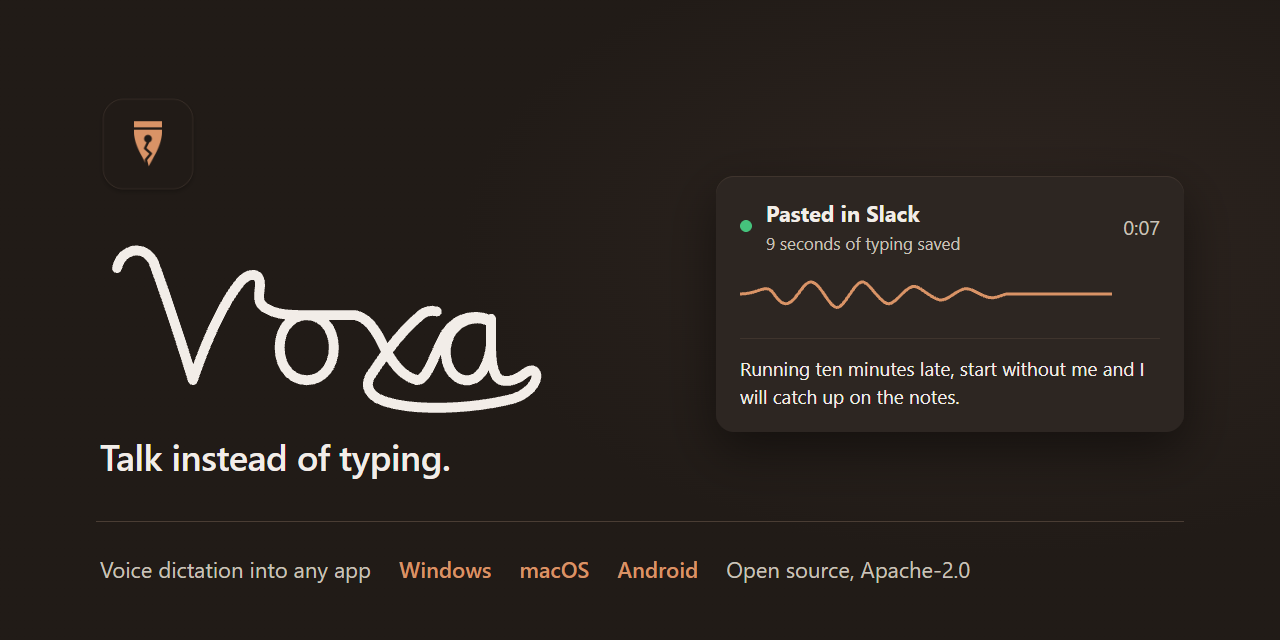 Voxa
Talk instead of typing.
Pasted in Slack
0:07
9 seconds of typing saved
Running ten minutes late, start without me and I
will catch up on the notes.
Voice dictation into any app Windows macOS Android Open source, Apache-2.0